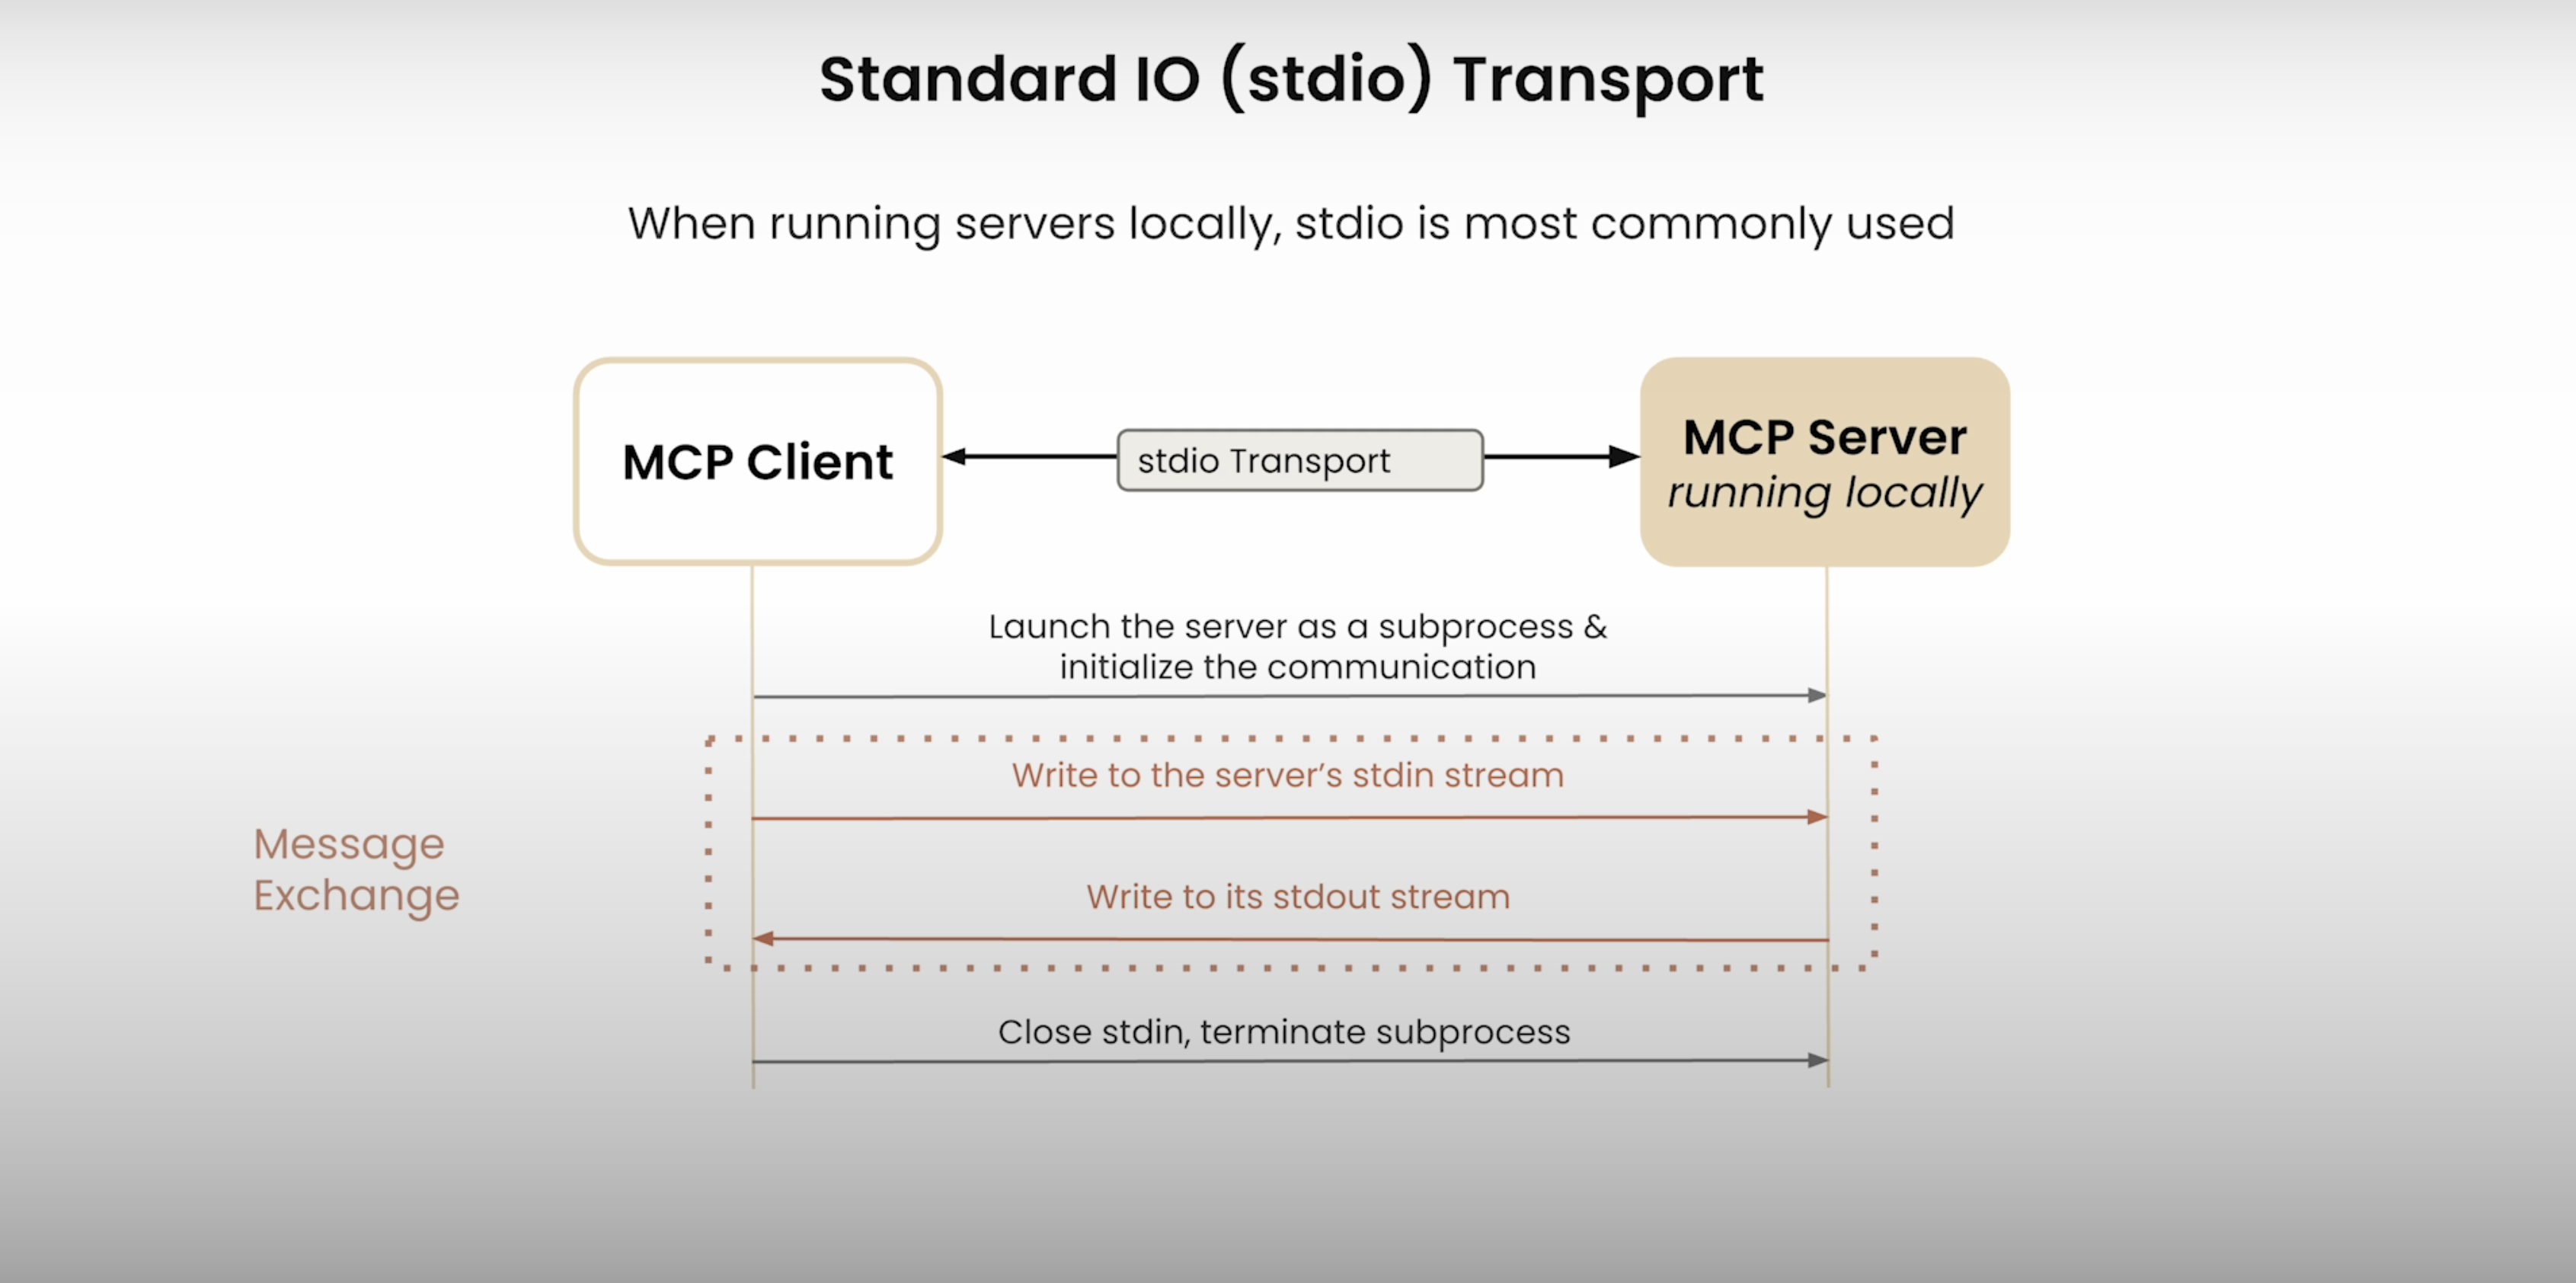 Standard IO (stdio) Transport
When running servers locally, stdio is most commonly used
MCP Client
stdio Transport
MCP Server
running locally
Launch the server as a subprocess &
initialize the communication
Write to the server’s stdin stream
Message
Exchange
Write to its stdout stream
Close stdin, terminate subprocess